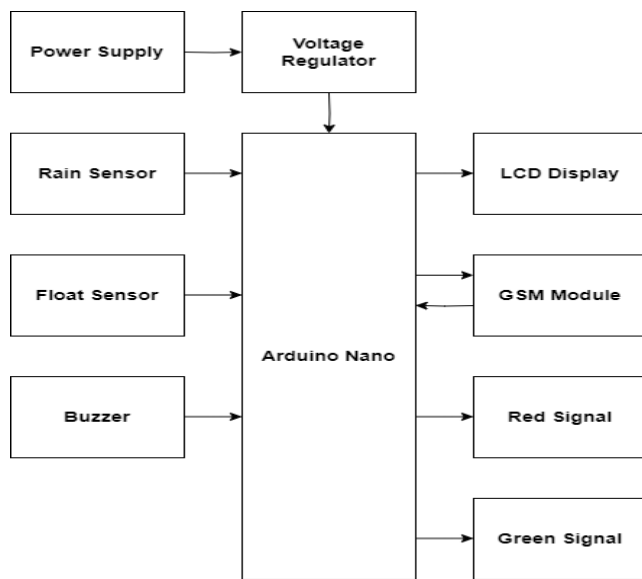 Power Supply
Voltage
Regulator
Rain Sensor
LCD Display
Float Sensor
GSM Module
Arduino Nano
Buzzer
Red Signal
Green Signal